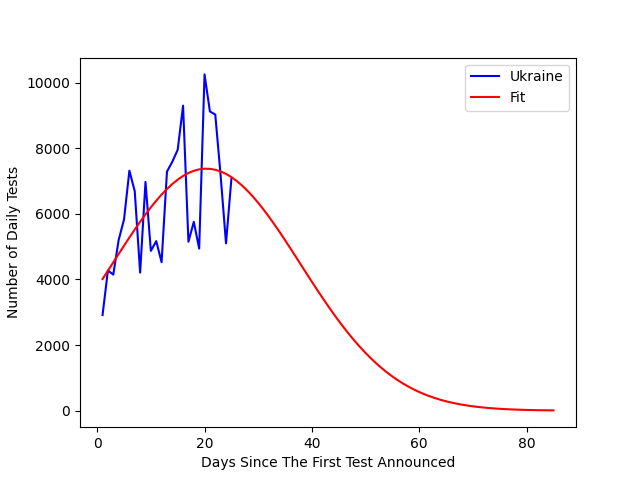 Ukraine
Fit
Number of Daily Tests
10000
8000
6000
4000
2000
0
0 20 40 60 80
Days Since The First Test Announced